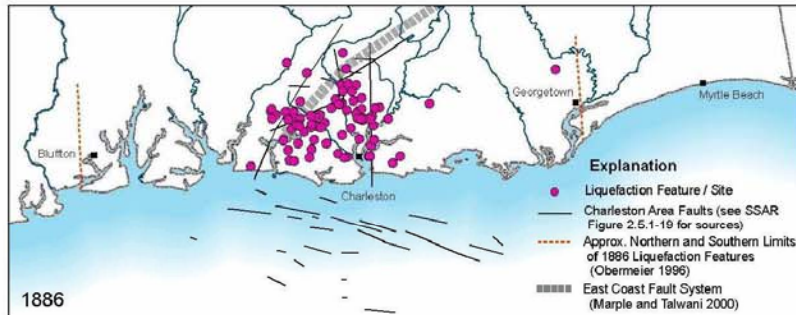 Georgetown
Myrtle Beach
Bluffton
Charleston
Explanation
Liquefaction Feature / Site
Charleston Area Faults (see SSAR
Figure 2.5.1-19 for sources)
Approx. Northern and Southern Limits
of 1886 Liquefaction Features
(Obermeier 1996)
East Coast Fault System
(Marple and Talwani 2000)
1886